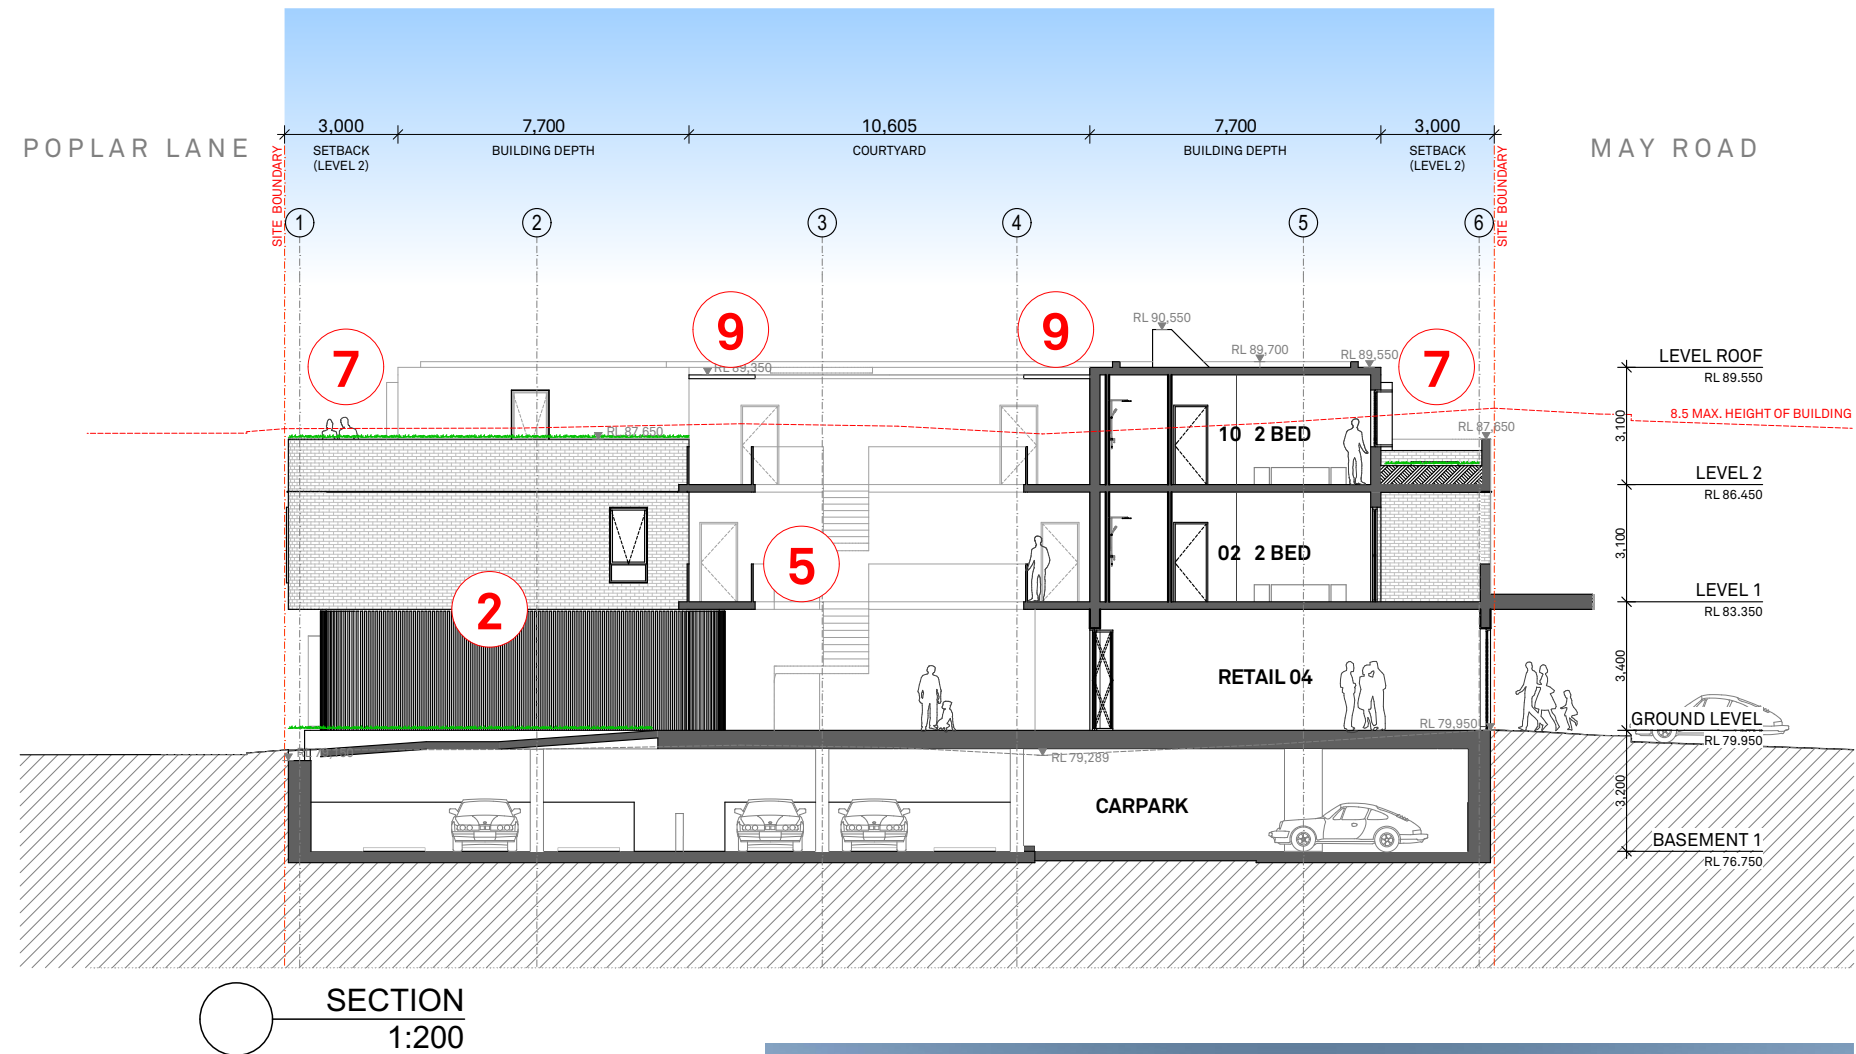 3,000
7,700
10,605
7,700
3,000
POPLAR LANE
SETBACK
(LEVEL 2)
BUILDING DEPTH
COURTYARD
BUILDING DEPTH
SETBACK
(LEVEL 2)
MAY ROAD
SITE BOUNDARY
SITE BOUNDARY
1
2
3
4
5
6
9
9
7
7
RL 90,550
RL 89,700
RL 89,550
RL 89,350
LEVEL ROOF
RL 89.550
8.5 MAX. HEIGHT OF BUILDING
RL 87,650
RL 87,650
10 2 BED
3,100
LEVEL 2
RL 86.450
5
02 2 BED
3,100
LEVEL 1
RL 83.350
2
RETAIL 04
3,400
RL 79,950
GROUND LEVEL
RL 79.950
RL 79,289
CARPARK
3,200
BASEMENT 1
RL 76.750
SECTION
1:200